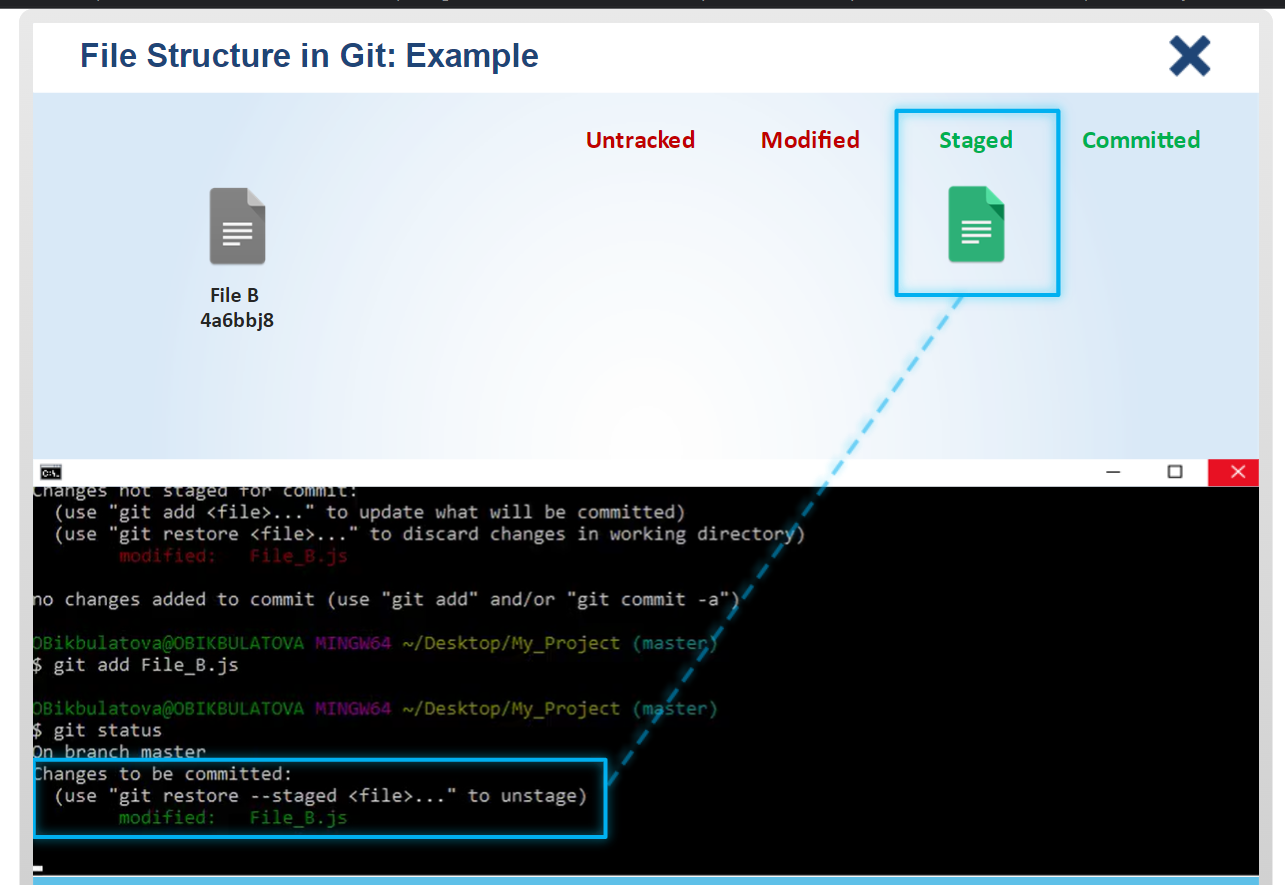 File Structure in Git: Example
Untracked
Modified
Staged
Committed
File B
4a6bbj8
C:\.
Changes not staged for commit:
(use "git add <file>..." to update what will be committed)
(use "git restore <file>..." to discard changes in working directory)
modified: File_B.js
no changes added to commit (use "git add" and/or "git commit -a")
OBikbulatova@OBIKBULATOVA MINGW64 ~/Desktop/My_Project (master)
$ git add File_B.js
OBikbulatova@OBIKBULATOVA MINGW64 ~/Desktop/My_Project (master)
$ git status
On branch master
Changes to be committed:
(use "git restore --staged <file>..." to unstage)
modified: File_B.js